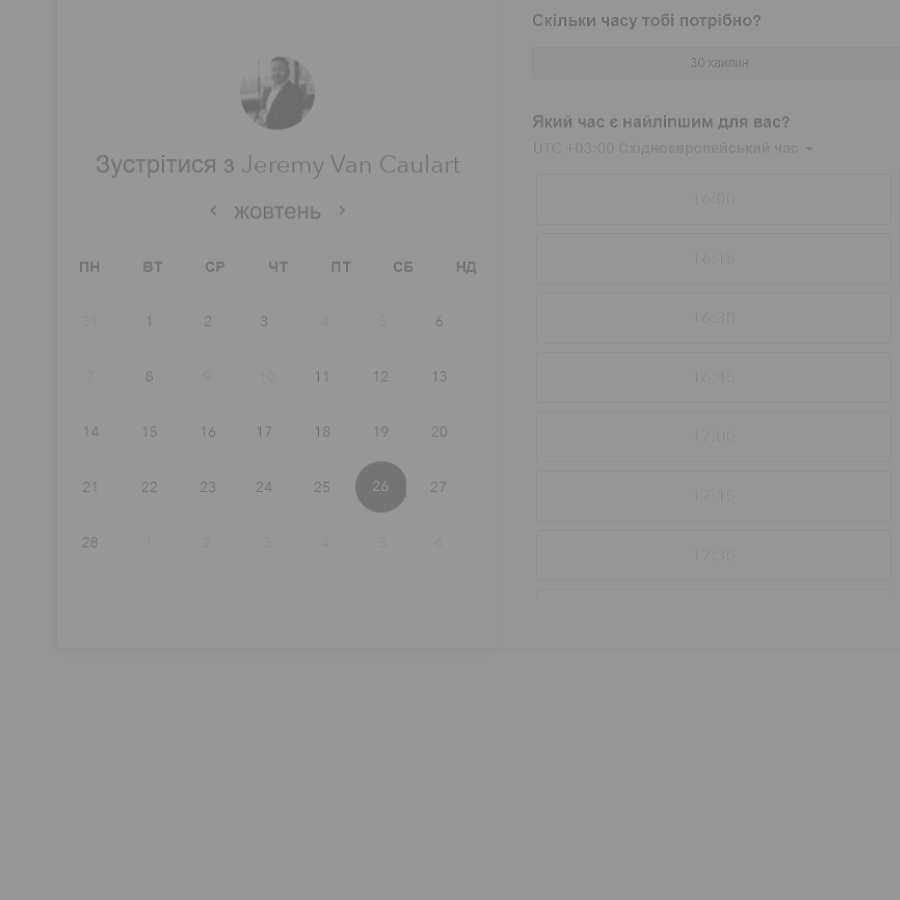 Зустрітися з Jeremy Van Caulart
жовтень
ПН ВТ СР ЧТ ПТ СБ НД
31 1 2 3 4 5 6
7 8 9 10 11 12 13
14 15 16 17 18 19 20
21 22 23 24 25 26 27
28 1 2 3 4 5 6
Скільки часу тобі потрібно?
30 хвилин
Який час є найліпшим для вас?
UTC +03:00 Східноєвропейський час
16:00
16:15
16:30
16:45
17:00
17:15
17:30